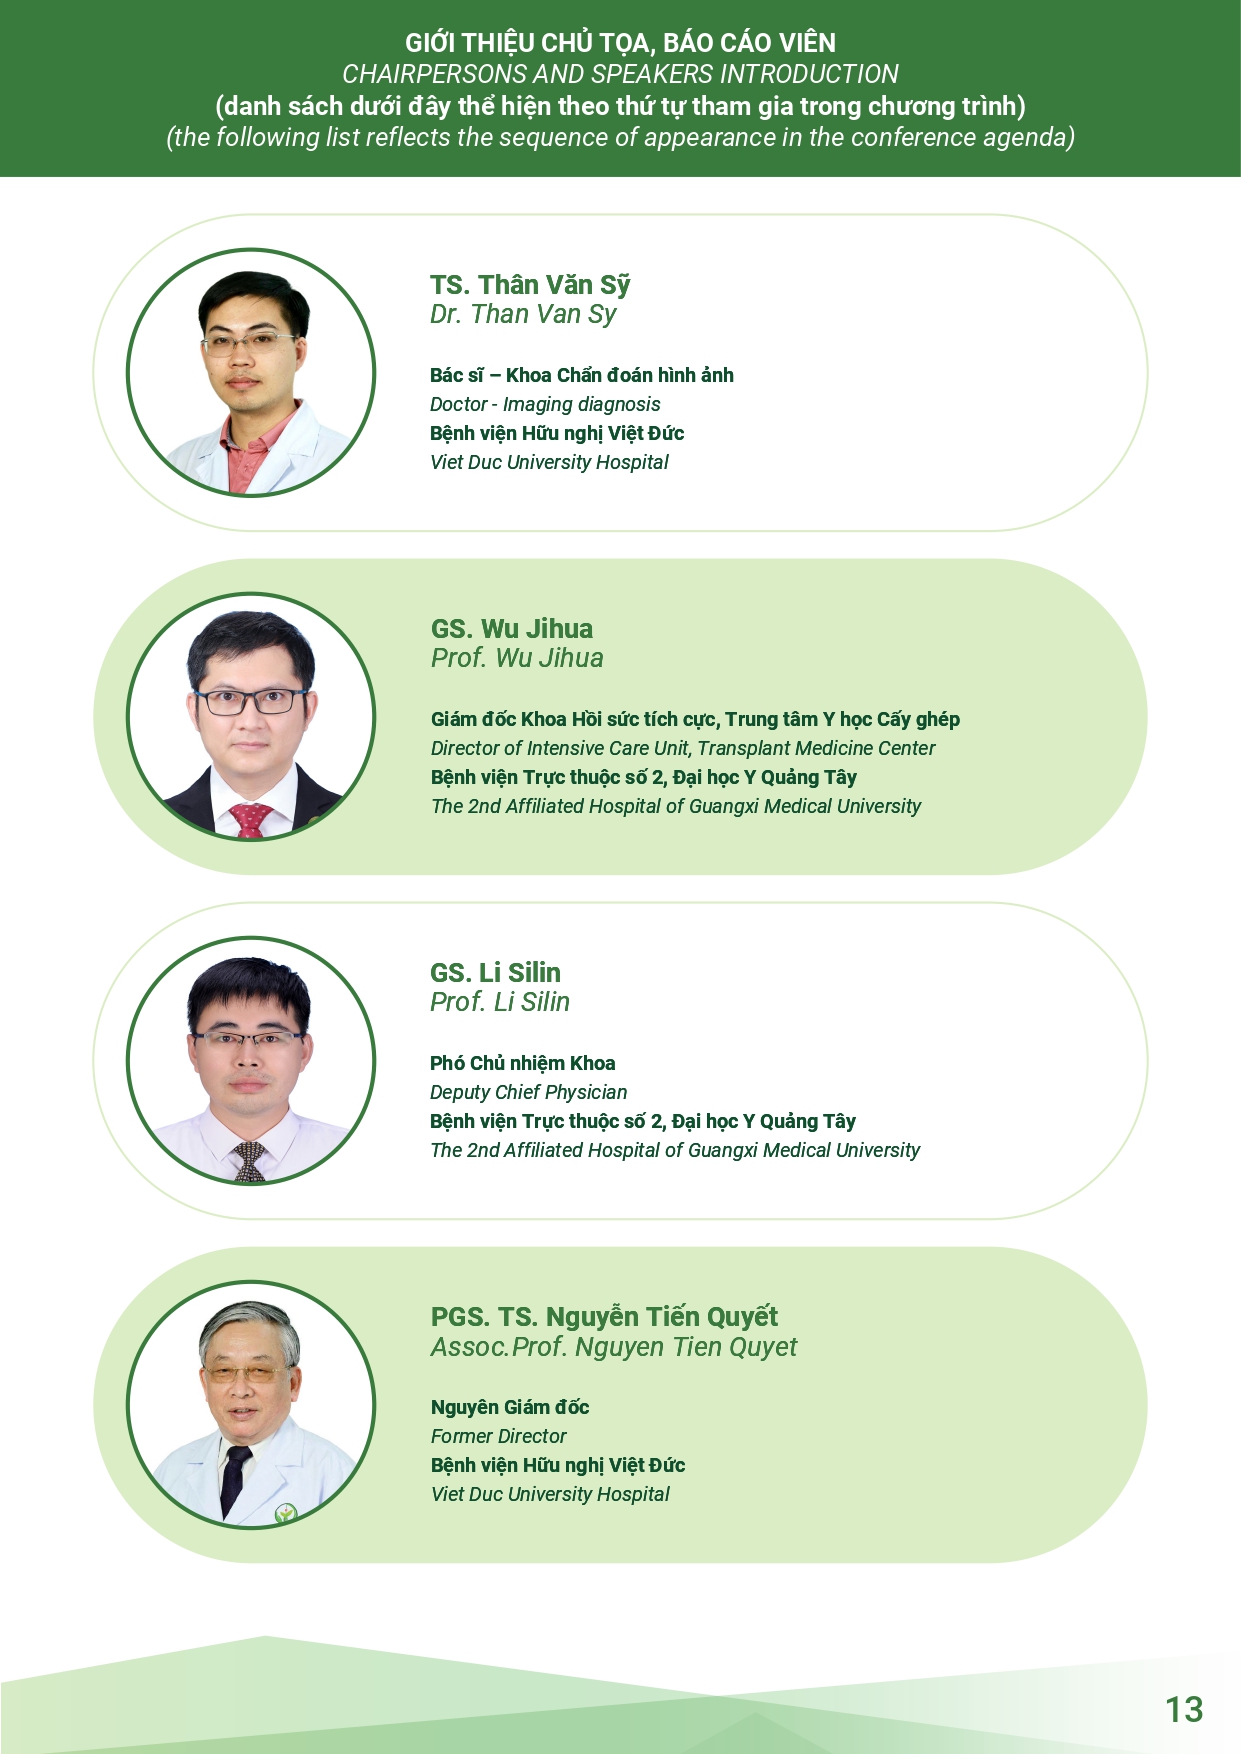 GIỚI THIỆU CHỦ TỌA, BÁO CÁO VIÊN
CHAIRPERSONS AND SPEAKERS INTRODUCTION
(danh sách dưới đây thể hiện theo thứ tự tham gia trong chương trình)
(the following list reflects the sequence of appearance in the conference agenda)
TS. Thân Văn Sỹ
Dr. Than Van Sy
Bác sĩ – Khoa Chẩn đoán hình ảnh
Doctor - Imaging diagnosis
Bệnh viện Hữu nghị Việt Đức
Viet Duc University Hospital
GS. Wu Jihua
Prof. Wu Jihua
Giám đốc Khoa Hồi sức tích cực, Trung tâm Y học Cấy ghép
Director of Intensive Care Unit, Transplant Medicine Center
Bệnh viện Trực thuộc số 2, Đại học Y Quảng Tây
The 2nd Affiliated Hospital of Guangxi Medical University
GS. Li Silin
Prof. Li Silin
Phó Chủ nhiệm Khoa
Deputy Chief Physician
Bệnh viện Trực thuộc số 2, Đại học Y Quảng Tây
The 2nd Affiliated Hospital of Guangxi Medical University
PGS. TS. Nguyễn Tiến Quyết
Assoc.Prof. Nguyen Tien Quyet
Nguyên Giám đốc
Former Director
Bệnh viện Hữu nghị Việt Đức
Viet Duc University Hospital
13